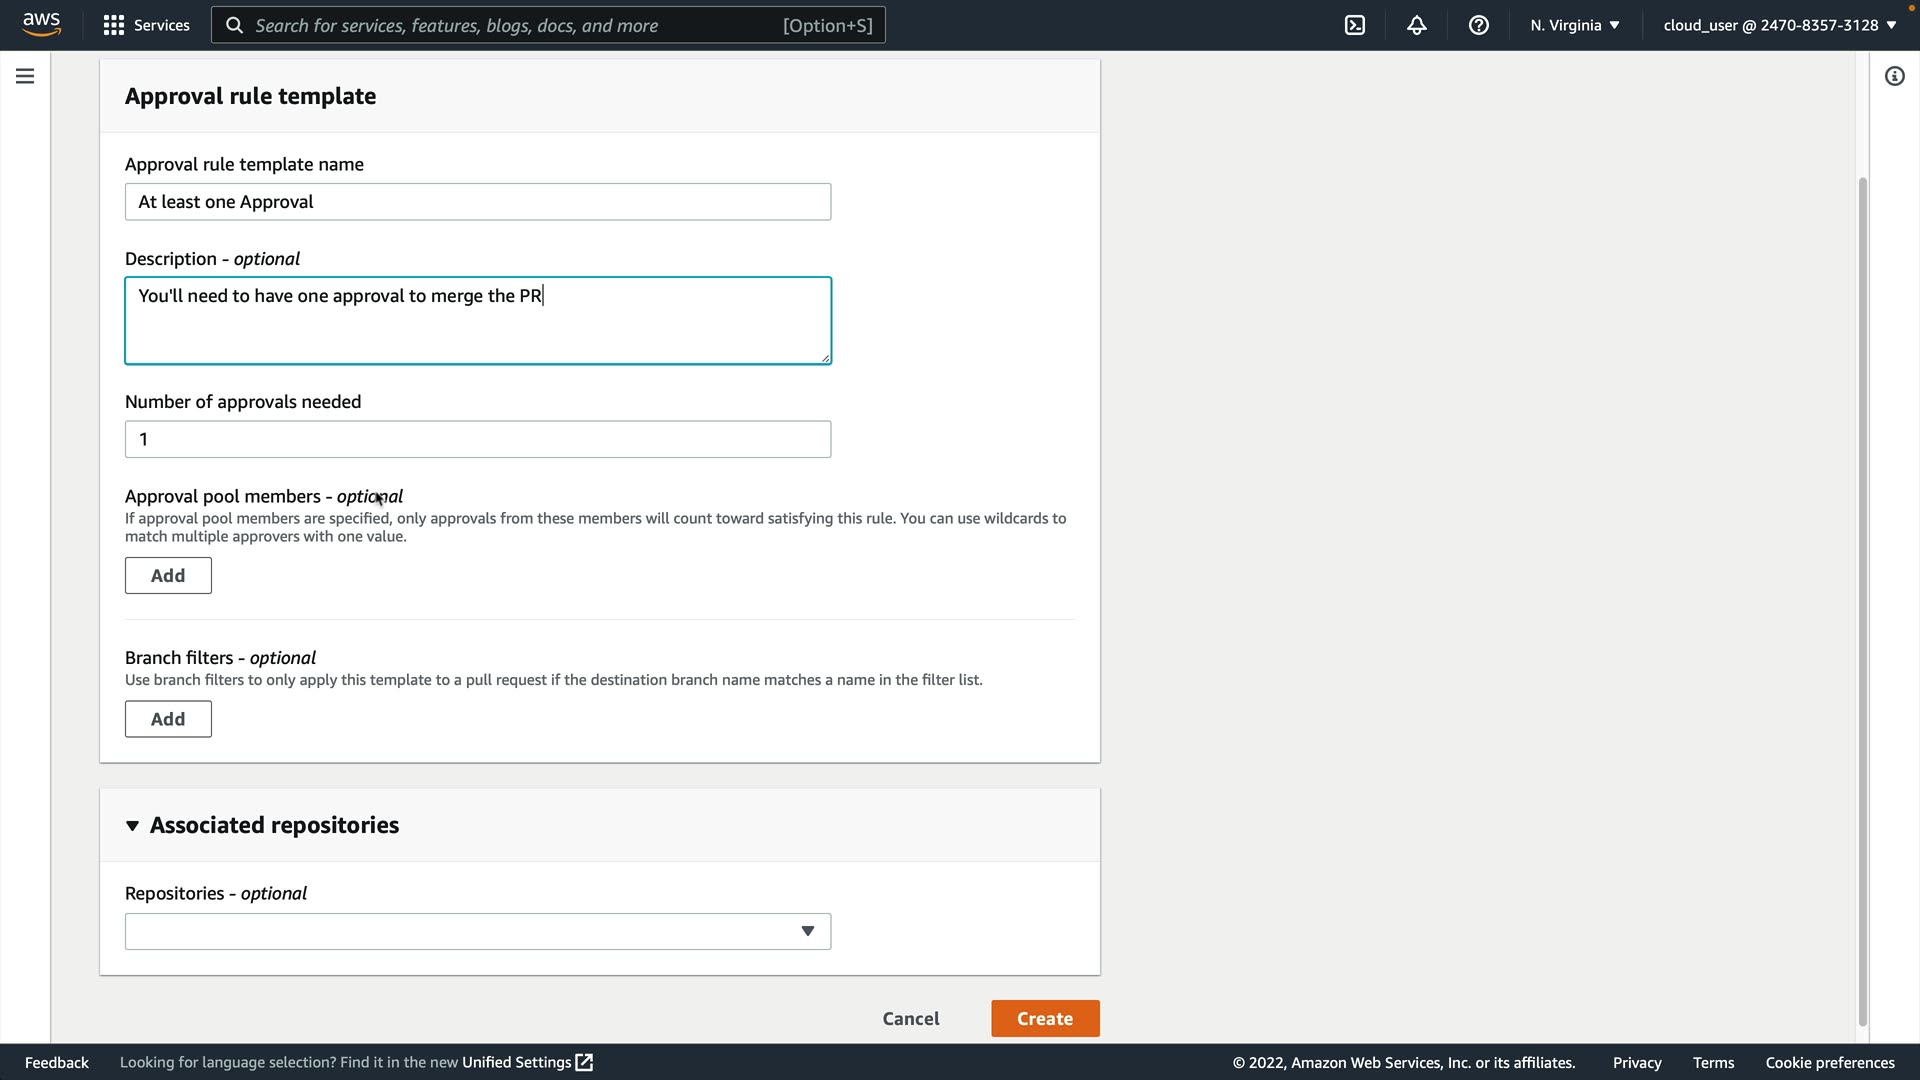 aws
Services
Search for services, features, blogs, docs, and more
[Option+S]
N. Virginia ▼
cloud_user @ 2470-8357-3128 ▼
Approval rule template
Approval rule template name
At least one Approval
Description - optional
You'll need to have one approval to merge the PR
Number of approvals needed
1
Approval pool members - optional
If approval pool members are specified, only approvals from these members will count toward satisfying this rule. You can use wildcards to
match multiple approvers with one value.
Add
Branch filters - optional
Use branch filters to only apply this template to a pull request if the destination branch name matches a name in the filter list.
Add
▼ Associated repositories
Repositories - optional
Cancel
Create
Feedback
Looking for language selection? Find it in the new Unified Settings
© 2022, Amazon Web Services, Inc. or its affiliates.
Privacy
Terms
Cookie preferences